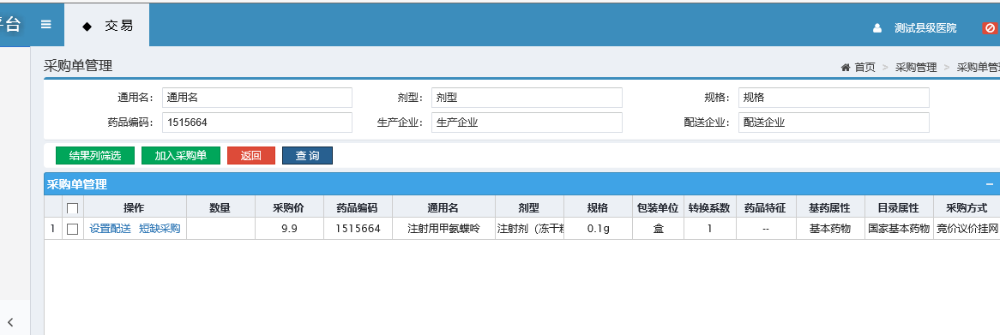 平台 交易 测试县级医院
采购单管理 首页 > 采购管理 > 采购单管理
通用名: 通用名 剂型: 剂型 规格: 规格
药品编码: 1515664 生产企业: 生产企业 配送企业: 配送企业
结果列筛选 加入采购单 返回 查 询
采购单管理
操作 数量 采购价 药品编码 通用名 剂型 规格 包装单位 转换系数 药品特征 基药属性 目录属性 采购方式
1 设置配送 短缺采购 9.9 1515664 注射用甲氨蝶呤 注射剂（冻干粉 0.1g 盒 1 -- 基本药物 国家基本药物 竞价议价挂网